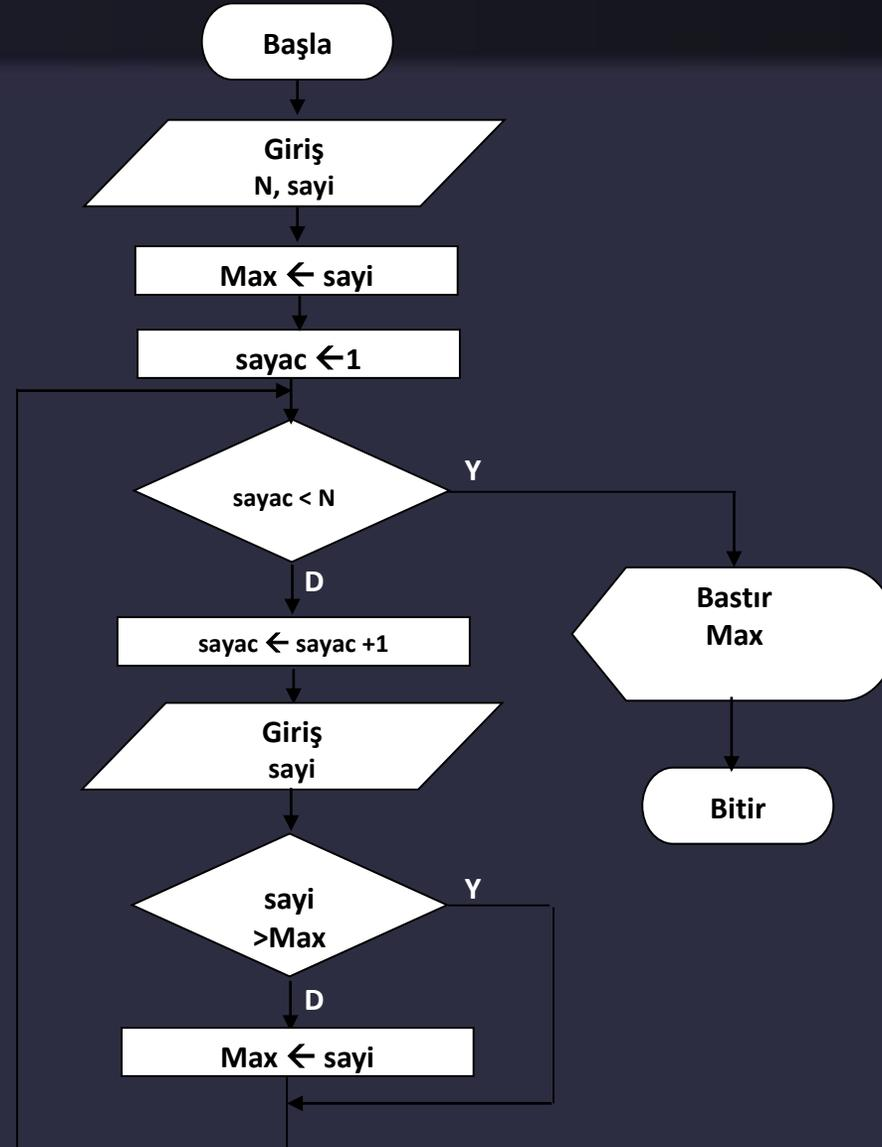 Başla
Giriş
N, sayi
Max ← sayi
sayac ←1
sayac < N
Y
D
sayac ← sayac +1
Giriş
sayi
sayi
>Max
Y
D
Max ← sayi
Bastır
Max
Bitir